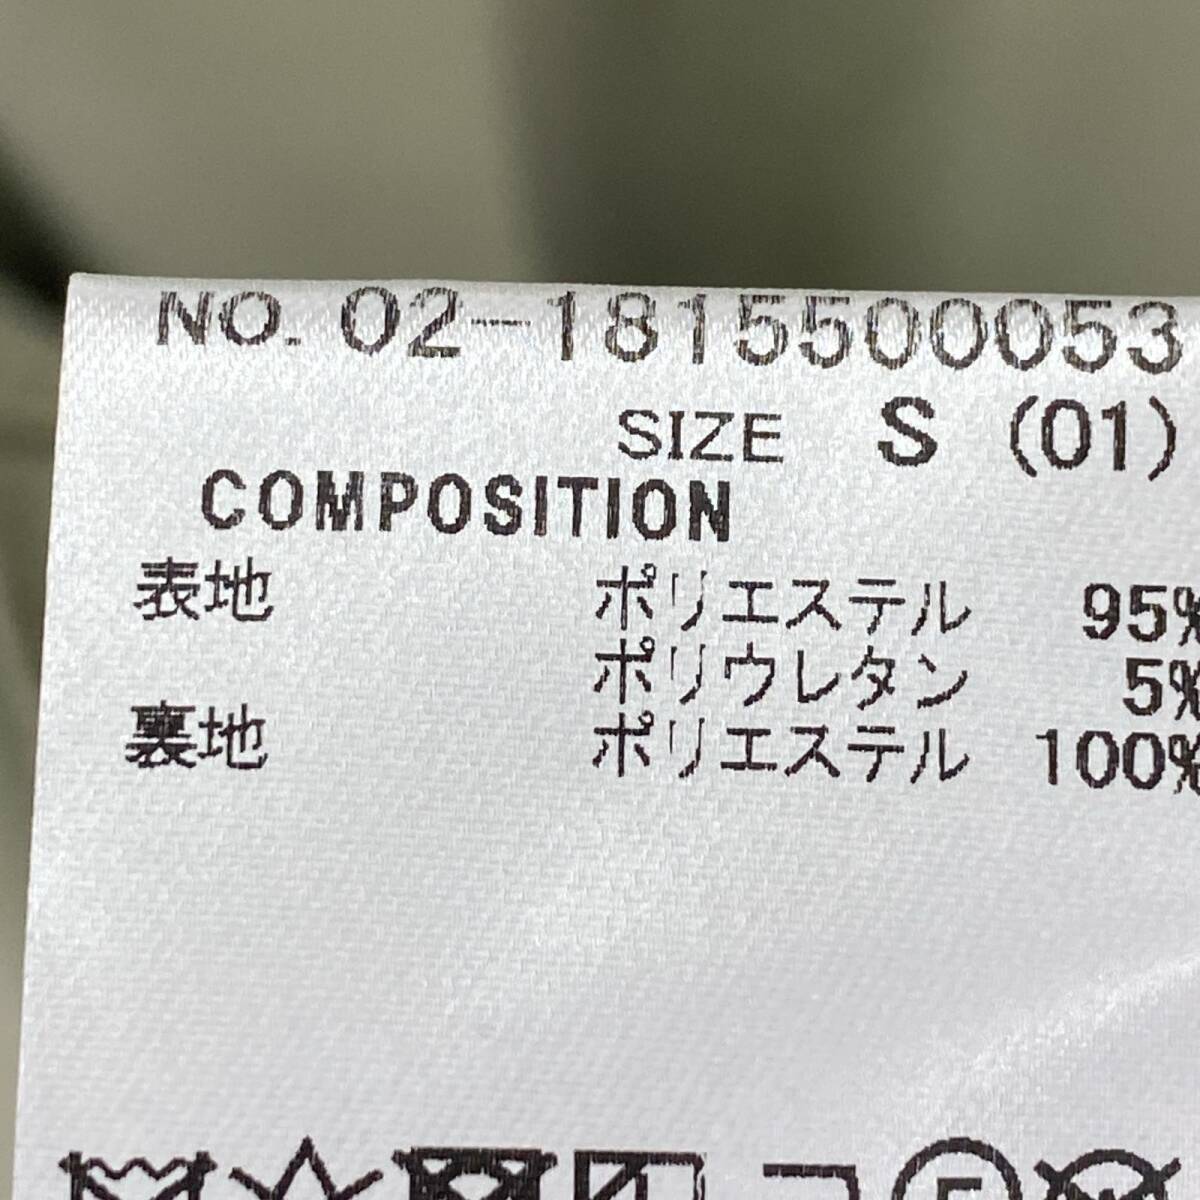 NO. 02-1815500053
SIZE S (01)
COMPOSITION
表地 ポリエステル 95%
ポリウレタン 5%
裏地 ポリエステル 100%